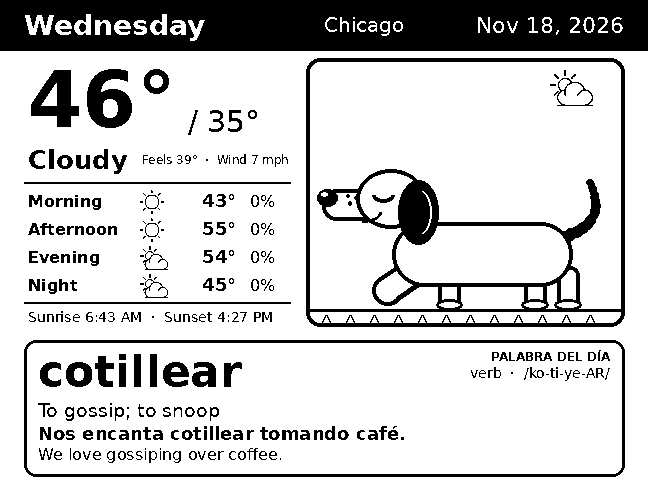 Wednesday Chicago Nov 18, 2026
46° / 35°
Cloudy Feels 39° · Wind 7 mph
Morning 43° 0%
Afternoon 55° 0%
Evening 54° 0%
Night 45° 0%
Sunrise 6:43 AM · Sunset 4:27 PM
cotillear
PALABRA DEL DÍA
verb · /ko-ti-ye-AR/
To gossip; to snoop
Nos encanta cotillear tomando café.
We love gossiping over coffee.